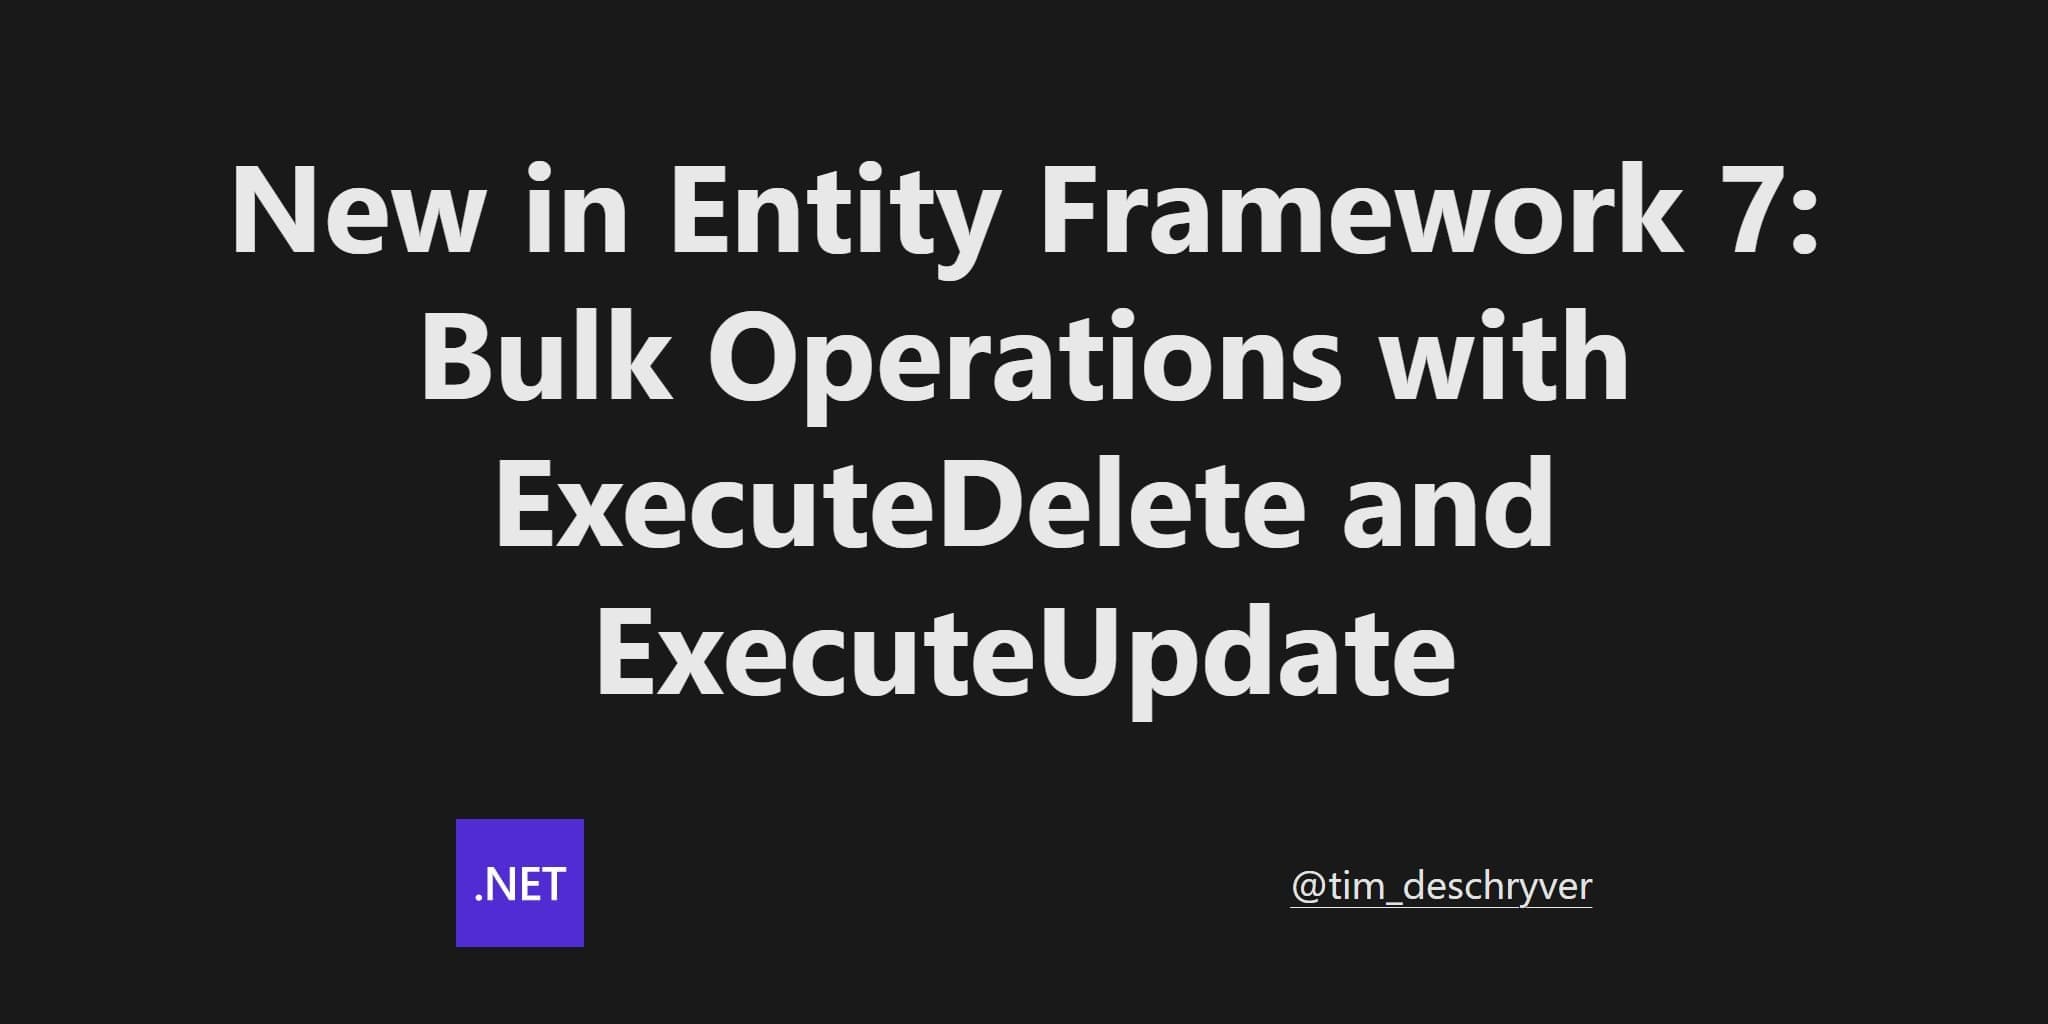 New in Entity Framework 7:
Bulk Operations with
ExecuteDelete and
ExecuteUpdate
.NET
@tim_deschryver